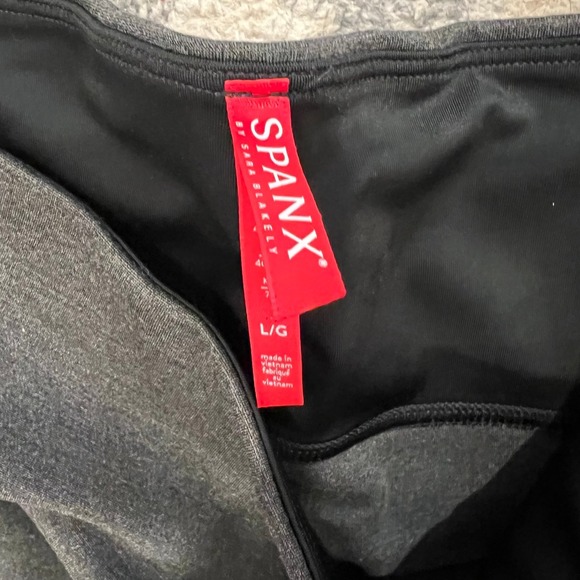 SPANX®
BY SARA BLAKELY
L/G
made in
vietnam
fabriqué
au
vietnam